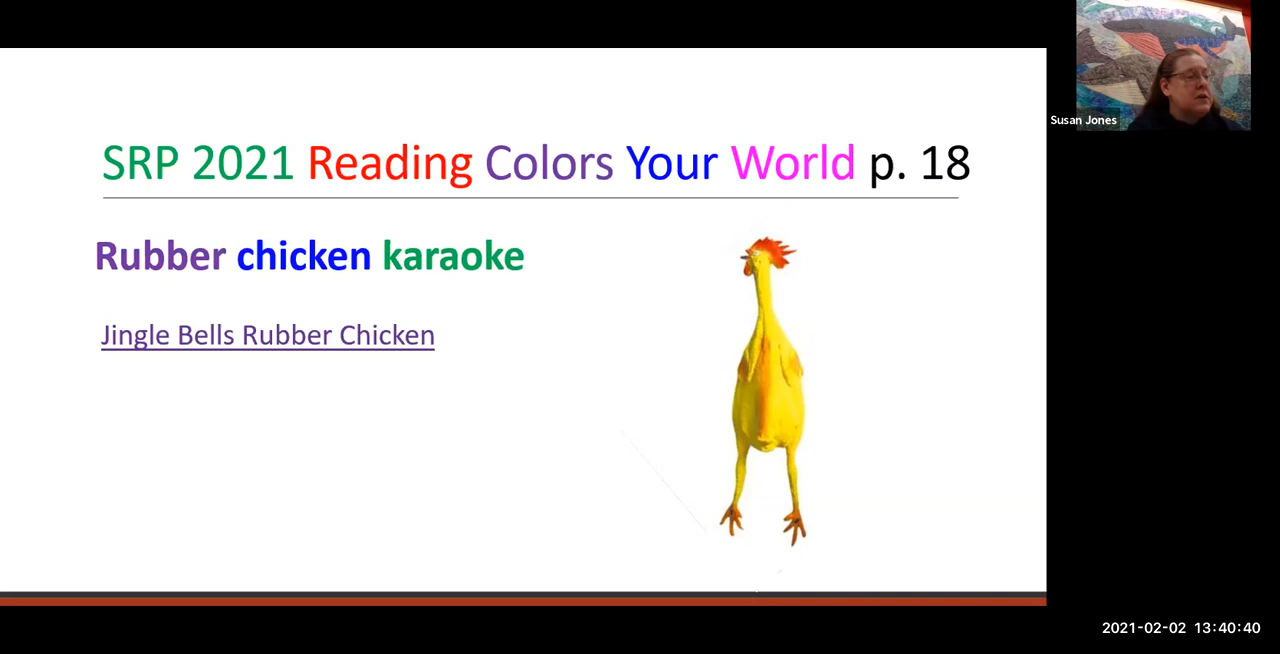 SRP 2021 Reading Colors Your World p. 18
Rubber chicken karaoke
Jingle Bells Rubber Chicken
Susan Jones
2021-02-02 13:40:40